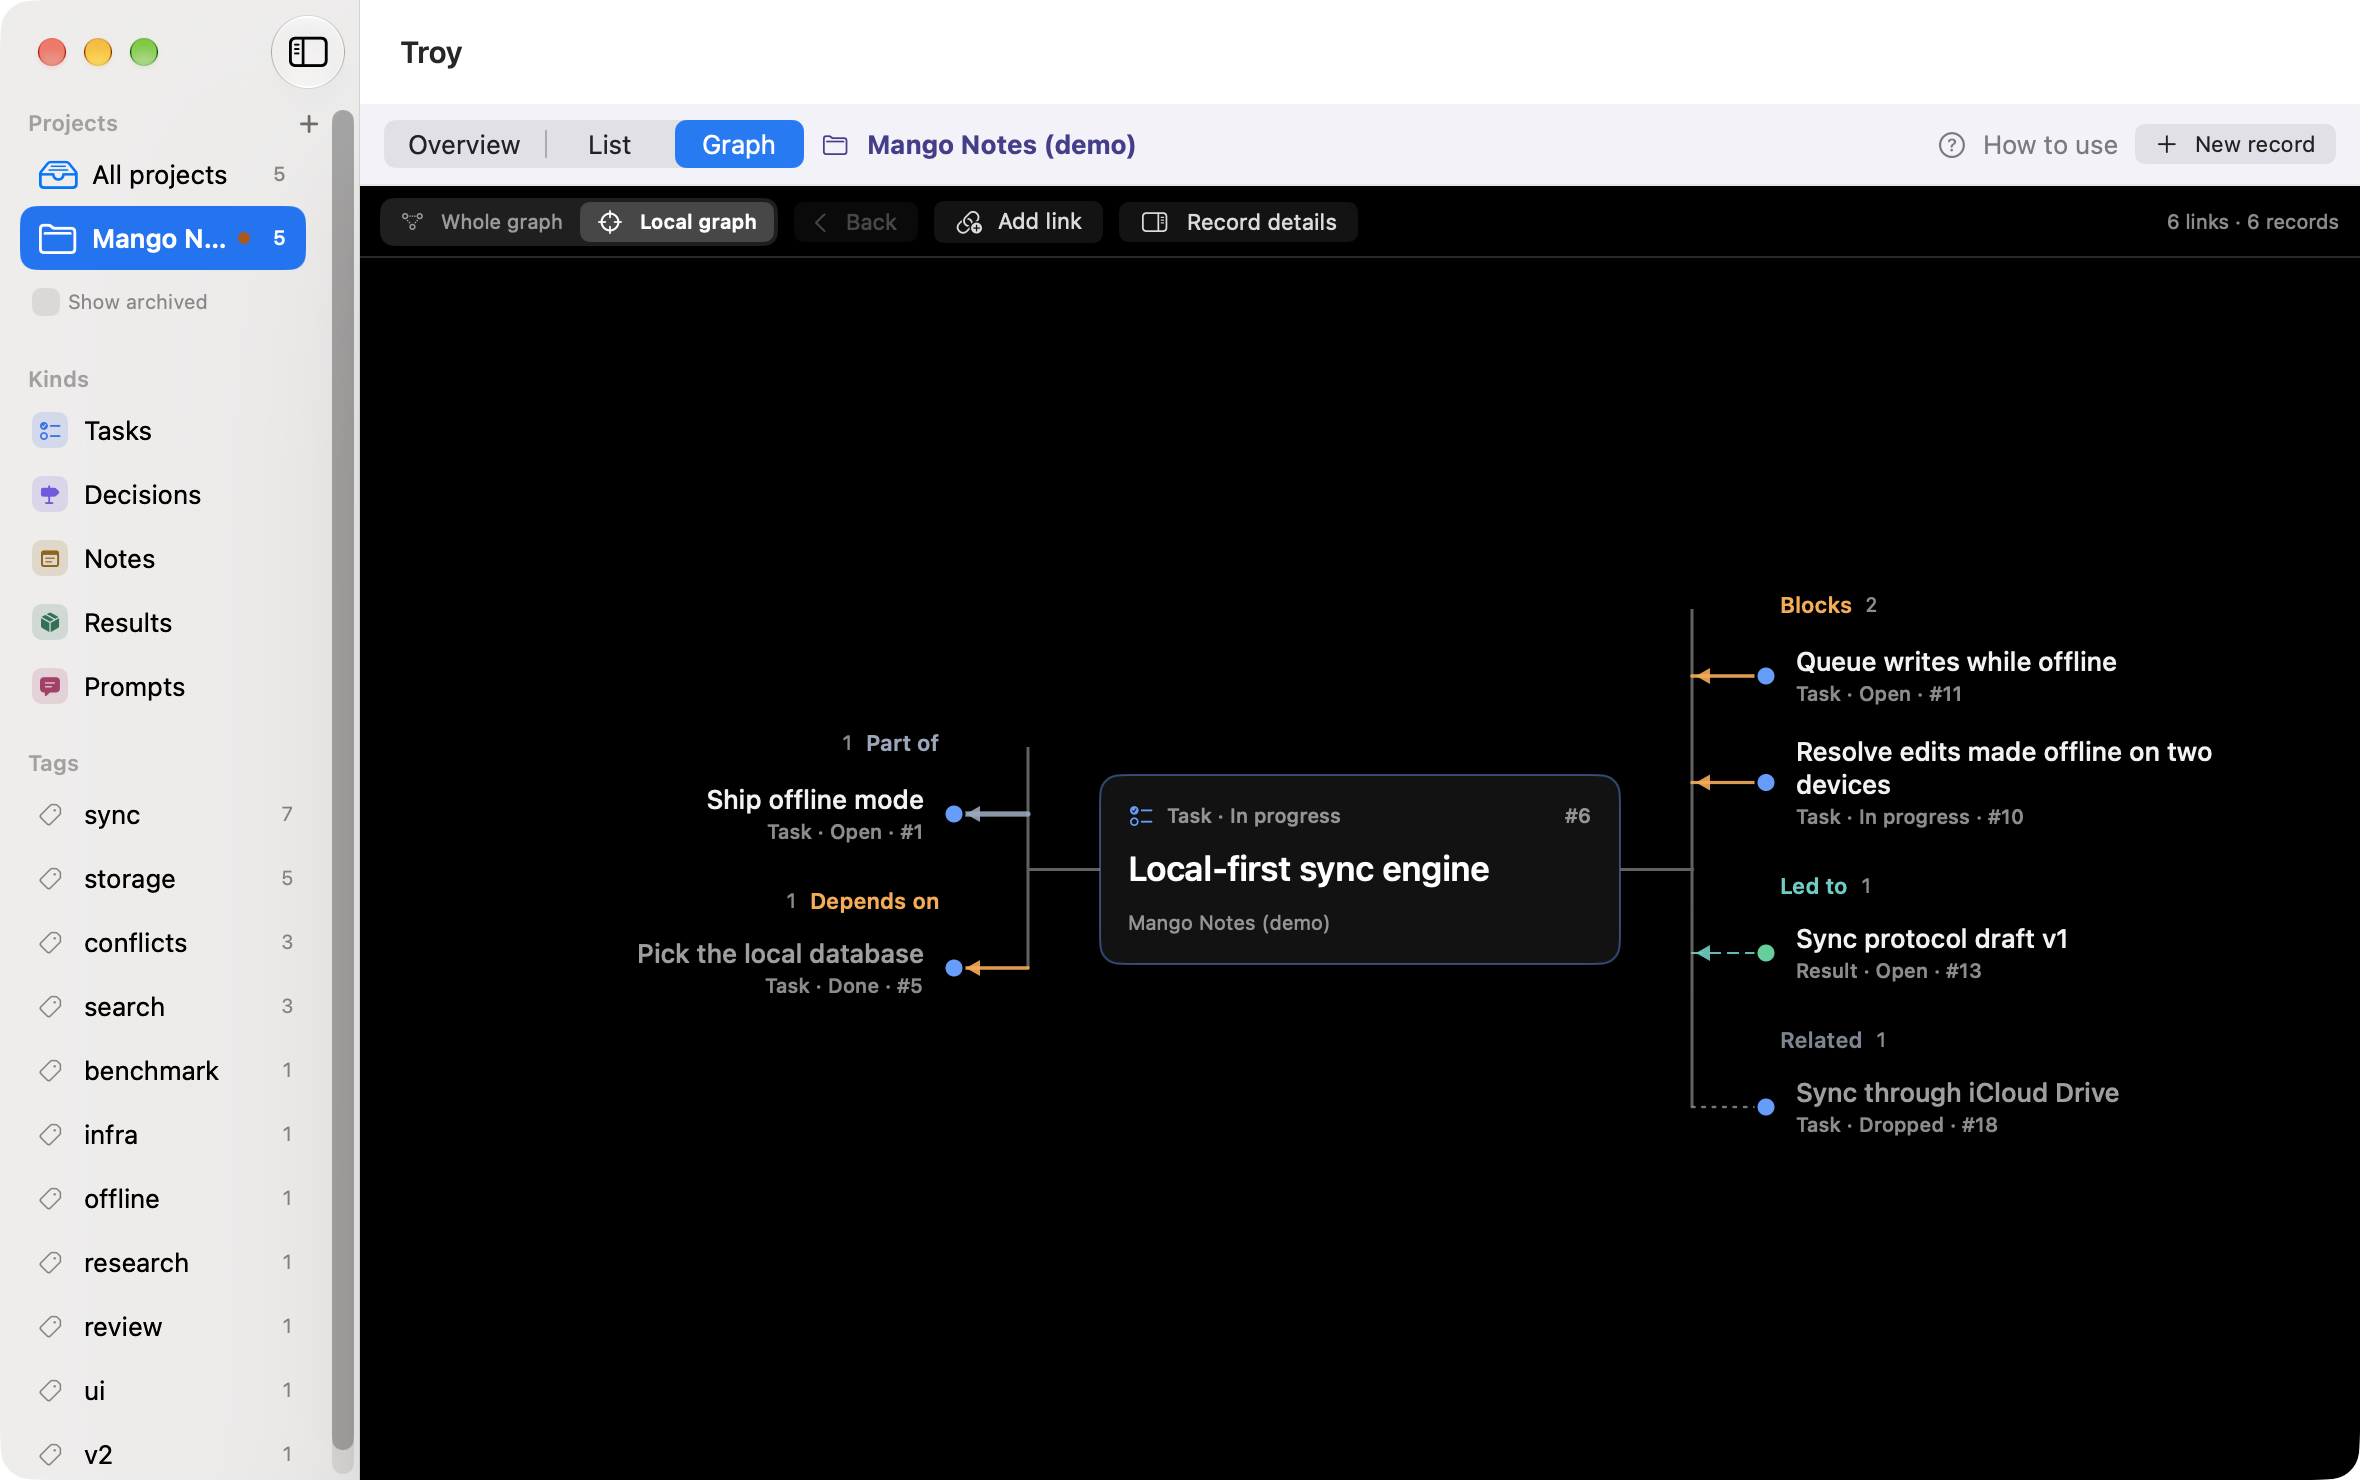 Troy
Projects
All projects 5
Mango N... 5
Show archived
Kinds
Tasks
Decisions
Notes
Results
Prompts
Tags
sync 7
storage 5
conflicts 3
search 3
benchmark 1
infra 1
offline 1
research 1
review 1
ui 1
v2 1
Overview List Graph Mango Notes (demo) ? How to use + New record
Whole graph Local graph Back Add link Record details 6 links · 6 records
1 Part of
Ship offline mode
Task · Open · #1
1 Depends on
Pick the local database
Task · Done · #5
Task · In progress #6
Local-first sync engine
Mango Notes (demo)
Blocks 2
Queue writes while offline
Task · Open · #11
Resolve edits made offline on two
devices
Task · In progress · #10
Led to 1
Sync protocol draft v1
Result · Open · #13
Related 1
Sync through iCloud Drive
Task · Dropped · #18